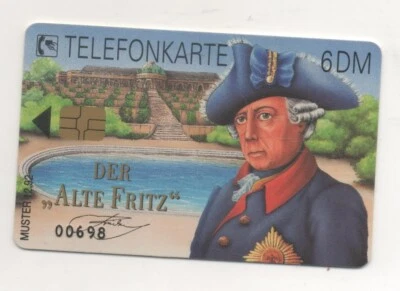 TELEFONKARTE 6DM
DER
„ALTE FRITZ“
00698
MUSTER